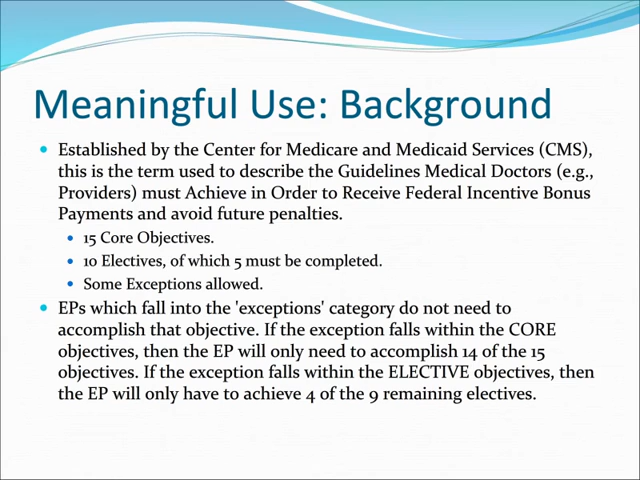 Meaningful Use: Background
• Established by the Center for Medicare and Medicaid Services (CMS),
this is the term used to describe the Guidelines Medical Doctors (e.g.,
Providers) must Achieve in Order to Receive Federal Incentive Bonus
Payments and avoid future penalties.
• 15 Core Objectives.
• 10 Electives, of which 5 must be completed.
• Some Exceptions allowed.
• EPs which fall into the 'exceptions' category do not need to
accomplish that objective. If the exception falls within the CORE
objectives, then the EP will only need to accomplish 14 of the 15
objectives. If the exception falls within the ELECTIVE objectives, then
the EP will only have to achieve 4 of the 9 remaining electives.